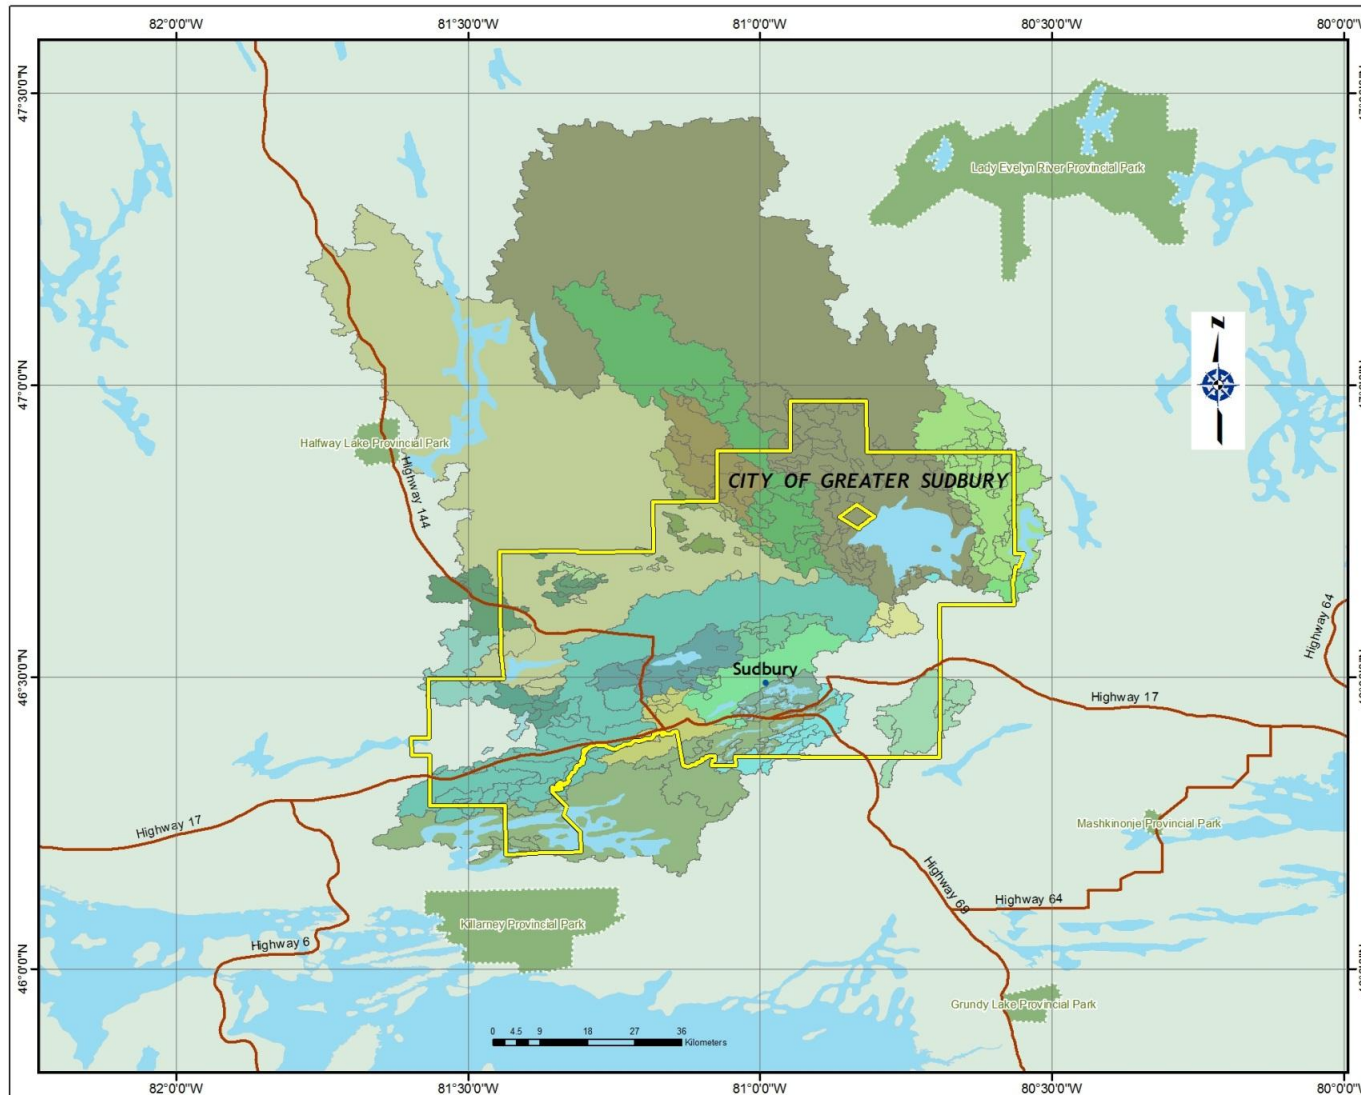 82°0'0"W 81°30'0"W 81°0'0"W 80°30'0"W 80°0'0"W
47°30'0"N
Lady Evelyn River Provincial Park
N
47°0'0"N
Halfway Lake Provincial Park
Highway 144
CITY OF GREATER SUDBURY
Highway 64
46°30'0"N
Sudbury
Highway 17
Highway 17
Mashkinonje Provincial Park
Highway 69
Highway 64
Killarney Provincial Park
Highway 6
46°0'0"N
Grundy Lake Provincial Park
0 4.5 9 18 27 36
Kilometers
82°0'0"W 81°30'0"W 81°0'0"W 80°30'0"W 80°0'0"W